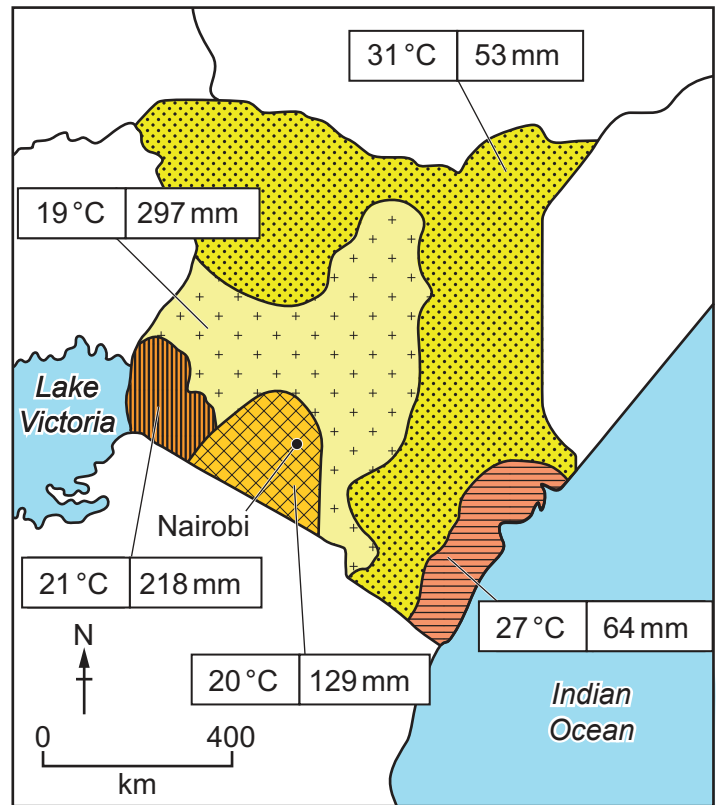 31 °C 53 mm
19 °C 297 mm
Lake
Victoria
Nairobi
21 °C 218 mm
27 °C 64 mm
N
20 °C 129 mm
Indian
Ocean
0 400
km